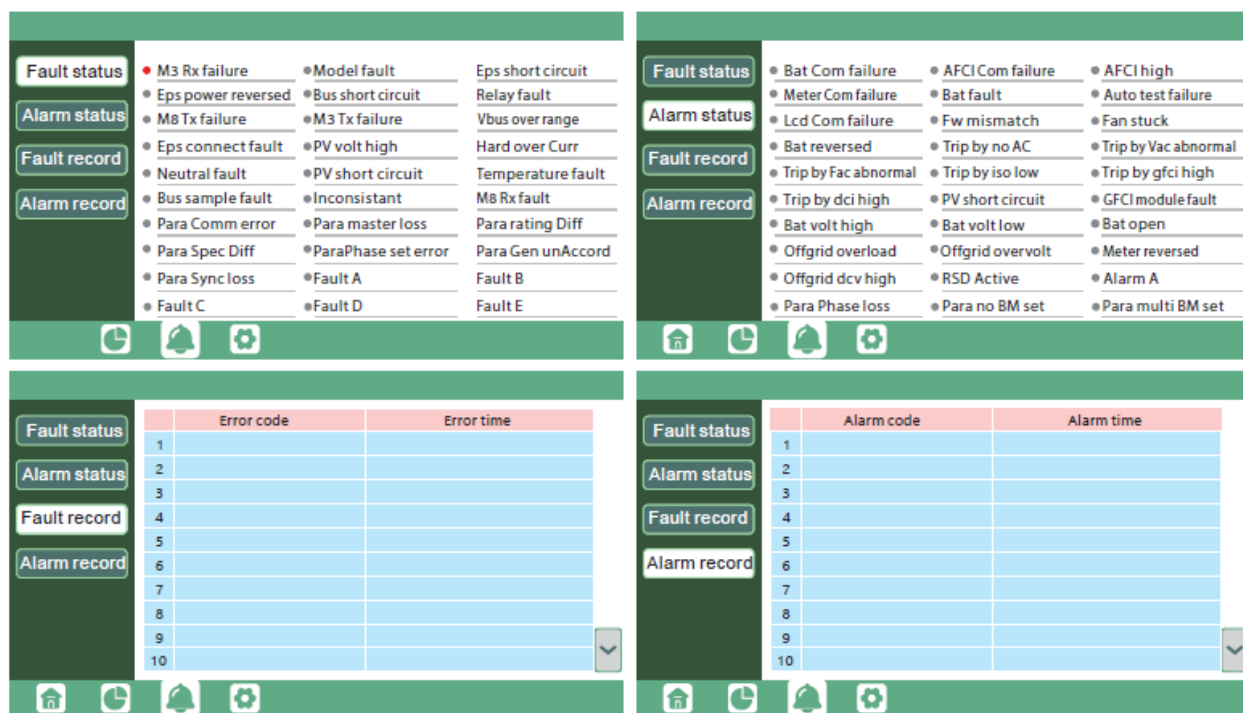 Fault status
Alarm status
Fault record
Alarm record
M3 Rx failure Model fault Eps short circuit
Eps power reversed Bus short circuit Relay fault
M8 Tx failure M3 Tx failure Vbus over range
Eps connect fault PV volt high Hard over Curr
Neutral fault PV short circuit Temperature fault
Bus sample fault Inconsistant M8 Rx fault
Para Comm error Para master loss Para rating Diff
Para Spec Diff ParaPhase set error Para Gen unAccord
Para Sync loss Fault A Fault B
Fault C Fault D Fault E
Fault status
Alarm status
Fault record
Alarm record
Bat Com failure AFCI Com failure AFCI high
Meter Com failure Bat fault Auto test failure
Lcd Com failure Fw mismatch Fan stuck
Bat reversed Trip by no AC Trip by Vac abnormal
Trip by Fac abnormal Trip by iso low Trip by gfci high
Trip by dci high PV short circuit GFCI module fault
Bat volt high Bat volt low Bat open
Offgrid overload Offgrid overvolt Meter reversed
Offgrid dcv high RSD Active Alarm A
Para Phase loss Para no BM set Para multi BM set
Fault status
Alarm status
Fault record
Alarm record
Error code Error time
1
2
3
4
5
6
7
8
9
10
Fault status
Alarm status
Fault record
Alarm record
Alarm code Alarm time
1
2
3
4
5
6
7
8
9
10